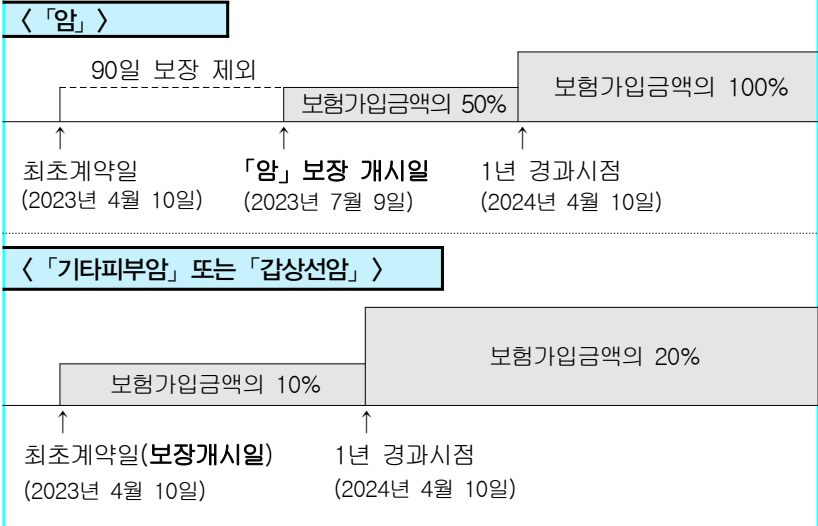 〈「암」〉
90일 보장 제외
보험가입금액의 50%
보험가입금액의 100%
↑ ↑ ↑
최초계약일 「암」보장 개시일 1년 경과시점
(2023년 4월 10일) (2023년 7월 9일) (2024년 4월 10일)
〈「기타피부암」또는「갑상선암」〉
보험가입금액의 10%
보험가입금액의 20%
↑ ↑
최초계약일(보장개시일) 1년 경과시점
(2023년 4월 10일) (2024년 4월 10일)